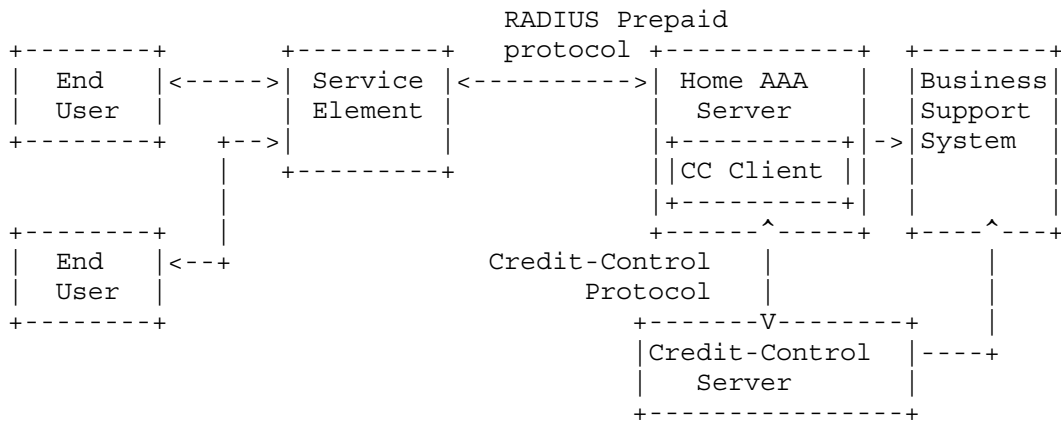 RADIUS Prepaid
protocol
End
User
Service
Element
Home AAA
Server
CC Client
Business
Support
System
End
User
Credit-Control
Protocol
Credit-Control
Server